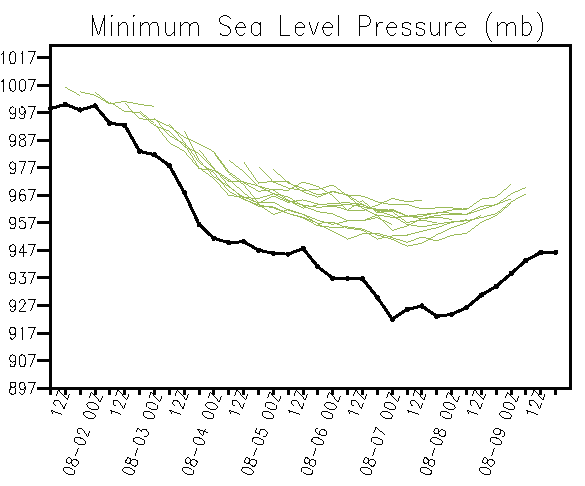 Minimum Sea Level Pressure (mb)
1017
1007
997
987
977
967
957
947
937
927
917
907
897
12Z
08-02 00Z
12Z
08-03 00Z
12Z
08-04 00Z
12Z
08-05 00Z
12Z
08-06 00Z
12Z
08-07 00Z
12Z
08-08 00Z
12Z
08-09 00Z
12Z